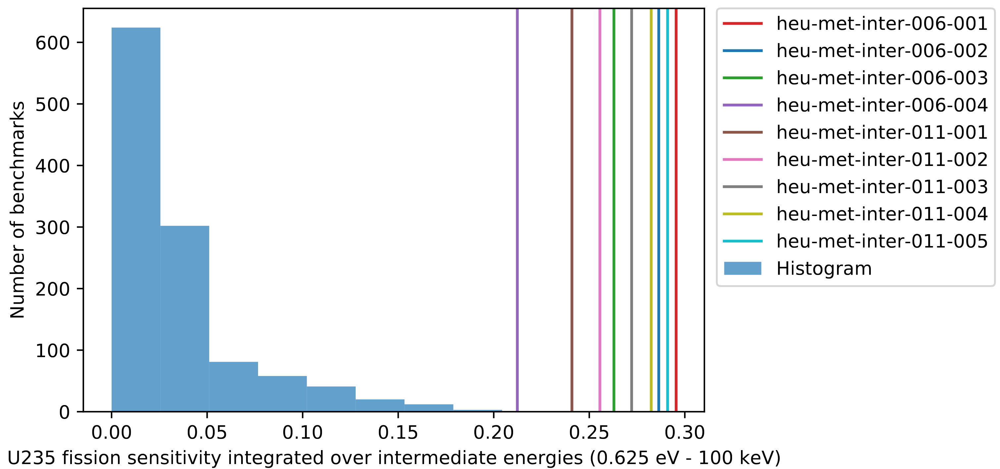 Number of benchmarks
600
500
400
300
200
100
0
0.00 0.05 0.10 0.15 0.20 0.25 0.30
U235 fission sensitivity integrated over intermediate energies (0.625 eV - 100 keV)
heu-met-inter-006-001
heu-met-inter-006-002
heu-met-inter-006-003
heu-met-inter-006-004
heu-met-inter-011-001
heu-met-inter-011-002
heu-met-inter-011-003
heu-met-inter-011-004
heu-met-inter-011-005
Histogram